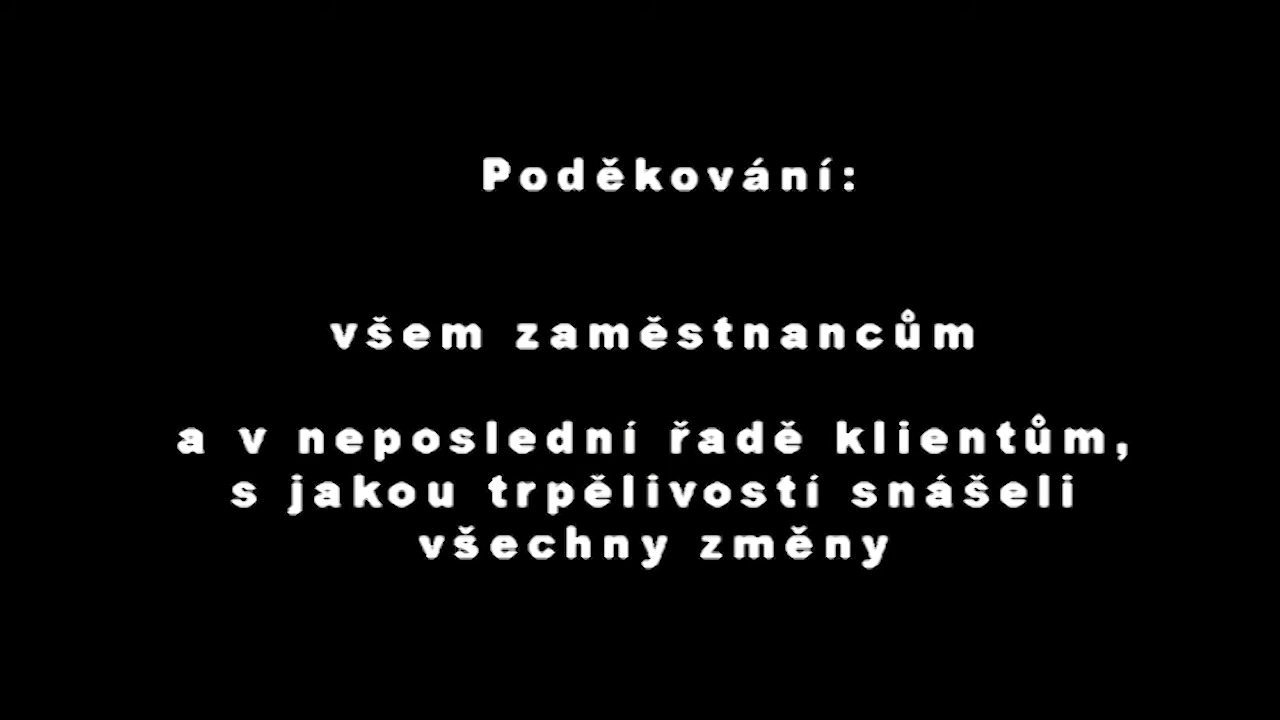 Poděkování:
všem zaměstnancům
a v neposlední řadě klientům,
s jakou trpělivostí snášeli
všechny změny